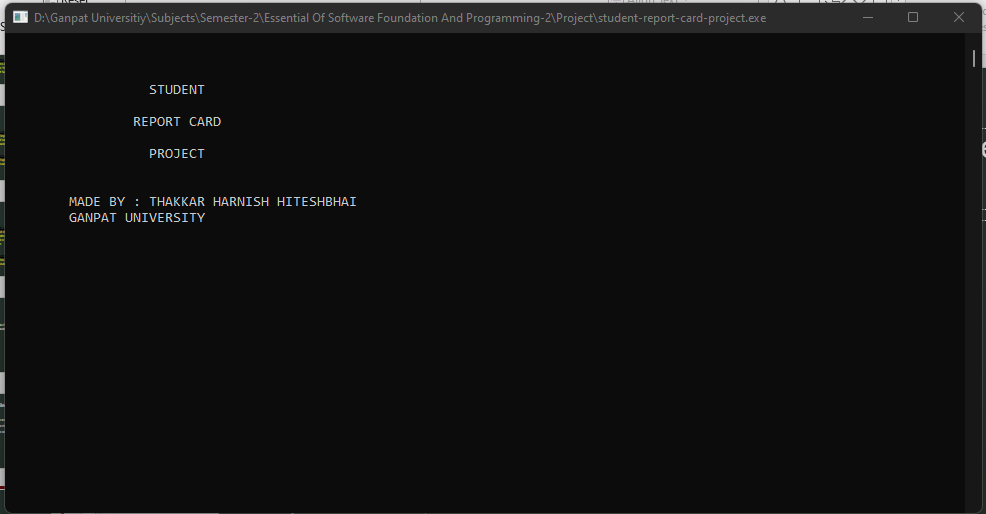 D:\Ganpat Universitiy\Subjects\Semester-2\Essential Of Software Foundation And Programming-2\Project\student-report-card-project.exe
STUDENT
REPORT CARD
PROJECT
MADE BY : THAKKAR HARNISH HITESHBHAI
GANPAT UNIVERSITY